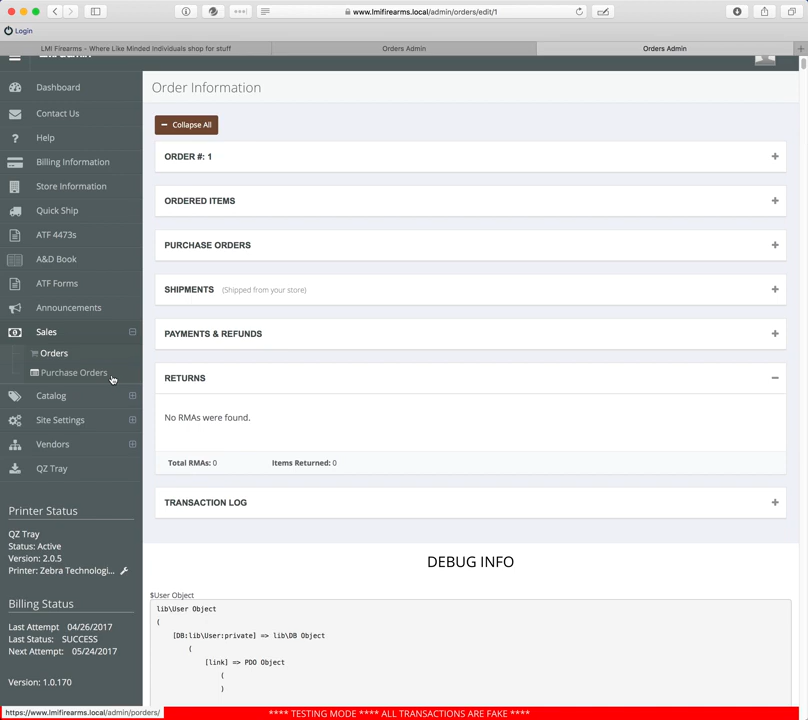 www.lmifirearms.local/admin/orders/edit/1
Login
LMI Firearms - Where Like Minded Individuals shop for stuff
Orders Admin
Orders Admin
Dashboard
Contact Us
Help
Billing Information
Store Information
Quick Ship
ATF 4473s
A&D Book
ATF Forms
Announcements
Sales
Orders
Purchase Orders
Catalog
Site Settings
Vendors
QZ Tray
Printer Status
QZ Tray
Status: Active
Version: 2.0.5
Printer: Zebra Technologi...
Billing Status
Last Attempt 04/26/2017
Last Status: SUCCESS
Next Attempt: 05/24/2017
Version: 1.0.170
https://www.lmifirearms.local/admin/porders/
Order Information
Collapse All
ORDER #: 1
ORDERED ITEMS
PURCHASE ORDERS
SHIPMENTS (Shipped from your store)
PAYMENTS & REFUNDS
RETURNS
No RMAs were found.
Total RMAs: 0 Items Returned: 0
TRANSACTION LOG
DEBUG INFO
$User Object
lib\User Object
(
[DB:lib\User:private] => lib\DB Object
(
[link] => PDO Object
(
)
**** TESTING MODE **** ALL TRANSACTIONS ARE FAKE ****